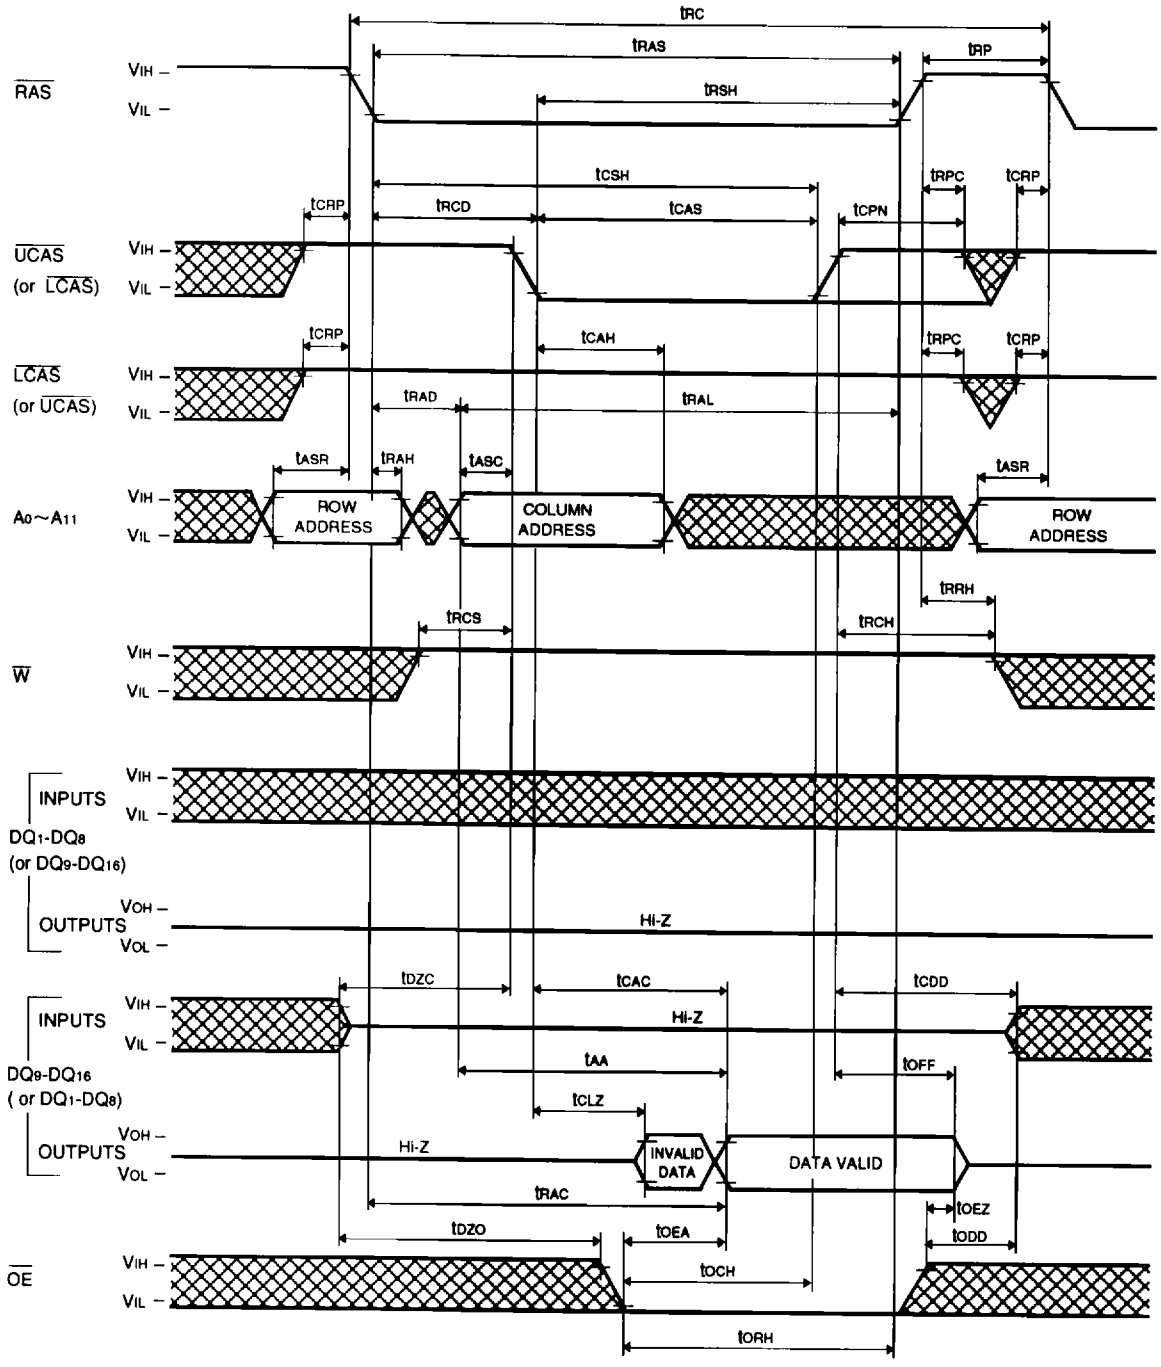 tRC
tRAS
tRP
RAS
VIH
VIL
tRSH
tCSH
tRPC
tCRP
tCRP
tRCD
tCAS
tCPN
UCAS
(or LCAS)
VIH
VIL
tCRP
tCAH
tRPC
tCRP
LCAS
(or UCAS)
VIH
VIL
tRAD
tRAL
tASR
tRAH
tASC
tASR
A0~A11
VIH
VIL
ROW
ADDRESS
COLUMN
ADDRESS
ROW
ADDRESS
tRRH
tRCS
tRCH
W
VIH
VIL
INPUTS
VIH
VIL
DQ1-DQ8
(or DQ9-DQ16)
OUTPUTS
VOH
VOL
Hi-Z
tDZC
tCAC
tCDD
INPUTS
VIH
VIL
Hi-Z
tAA
tOFF
DQ9-DQ16
( or DQ1-DQ8)
tCLZ
OUTPUTS
VOH
VOL
Hi-Z
INVALID
DATA
DATA VALID
tRAC
tOEZ
tDZO
tOEA
tODD
OE
VIH
VIL
tOCH
tORH